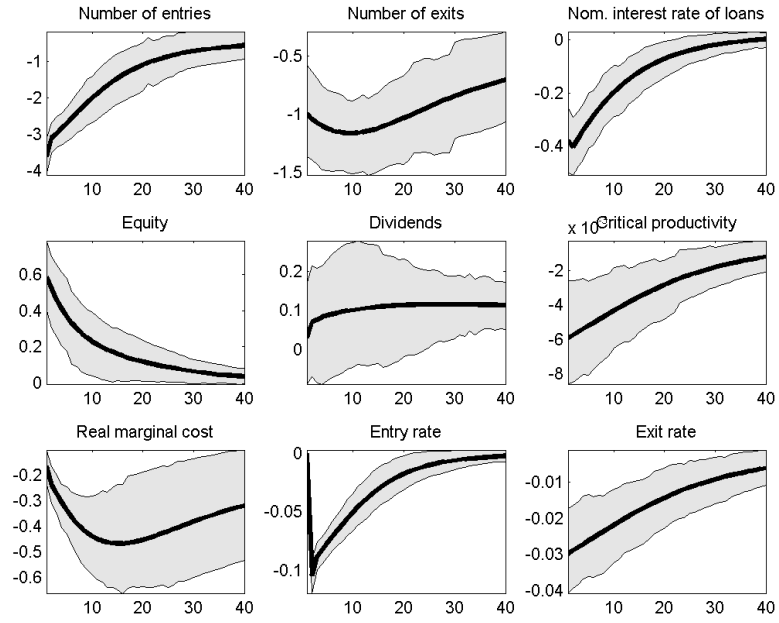 Number of entries
-1
-2
-3
-4
10 20 30 40
Number of exits
-0.5
-1
-1.5
10 20 30 40
Nom. interest rate of loans
0
-0.2
-0.4
10 20 30 40
Equity
0.6
0.4
0.2
0
10 20 30 40
Dividends
0.2
0.1
0
10 20 30 40
x 10
Critical productivity
-2
-4
-6
-8
10 20 30 40
Real marginal cost
-0.2
-0.3
-0.4
-0.5
-0.6
10 20 30 40
Entry rate
0
-0.05
-0.1
10 20 30 40
Exit rate
-0.01
-0.02
-0.03
-0.04
10 20 30 40